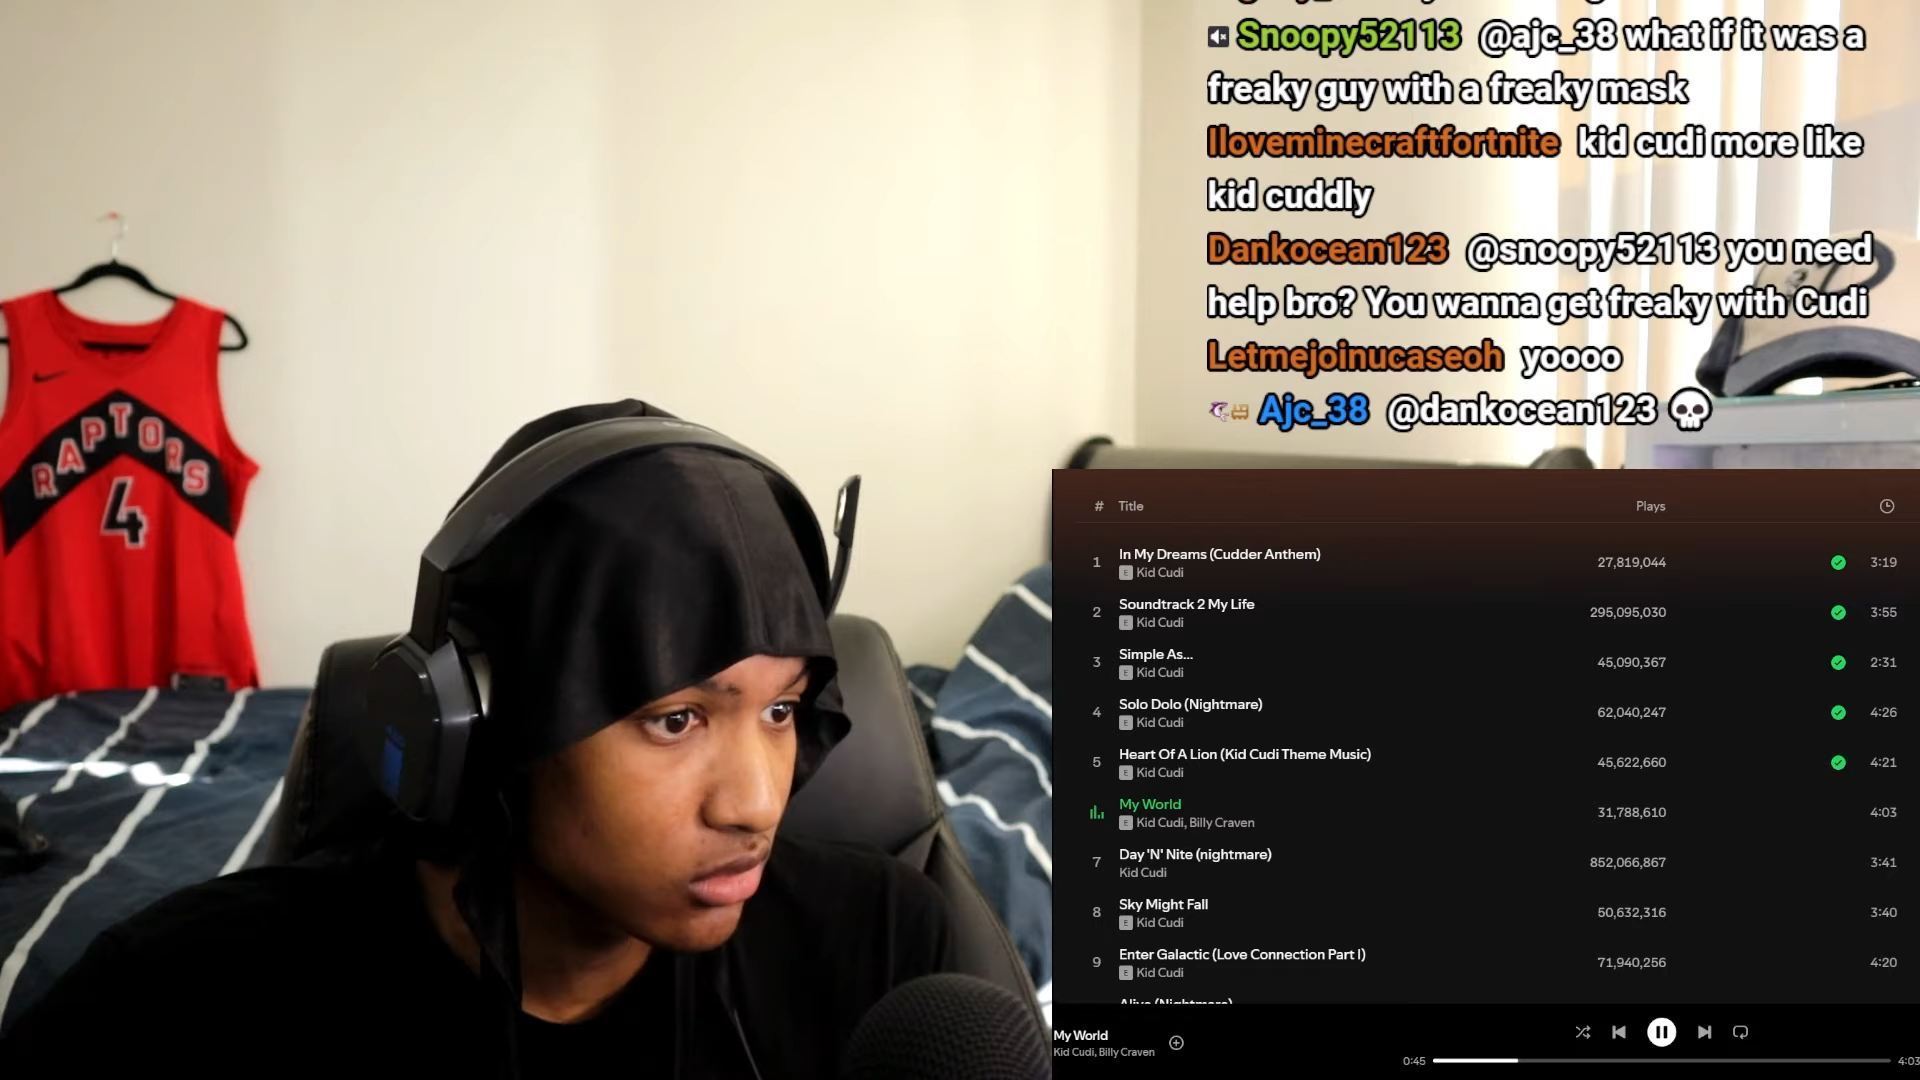 Snoopy52113 @ajc_38 what if it was a
freaky guy with a freaky mask
Iloveminecraftfortnite kid cudi more like
kid cuddly
Dankocean123 @snoopy52113 you need
help bro? You wanna get freaky with Cudi
Letmejoinucaseoh yoooo
Ajc_38 @dankocean123 💀
RAPTORS
4
# Title Plays
1 In My Dreams (Cudder Anthem) 27,819,044 3:19
E Kid Cudi
2 Soundtrack 2 My Life 295,095,030 3:55
E Kid Cudi
3 Simple As... 45,090,367 2:31
E Kid Cudi
4 Solo Dolo (Nightmare) 62,040,247 4:26
E Kid Cudi
5 Heart Of A Lion (Kid Cudi Theme Music) 45,622,660 4:21
E Kid Cudi
My World 31,788,610 4:03
E Kid Cudi, Billy Craven
7 Day 'N' Nite (nightmare) 852,066,867 3:41
Kid Cudi
8 Sky Might Fall 50,632,316 3:40
E Kid Cudi
9 Enter Galactic (Love Connection Part I) 71,940,256 4:20
E Kid Cudi
Alive (Nightmare)
My World
Kid Cudi, Billy Craven
0:45 4:03